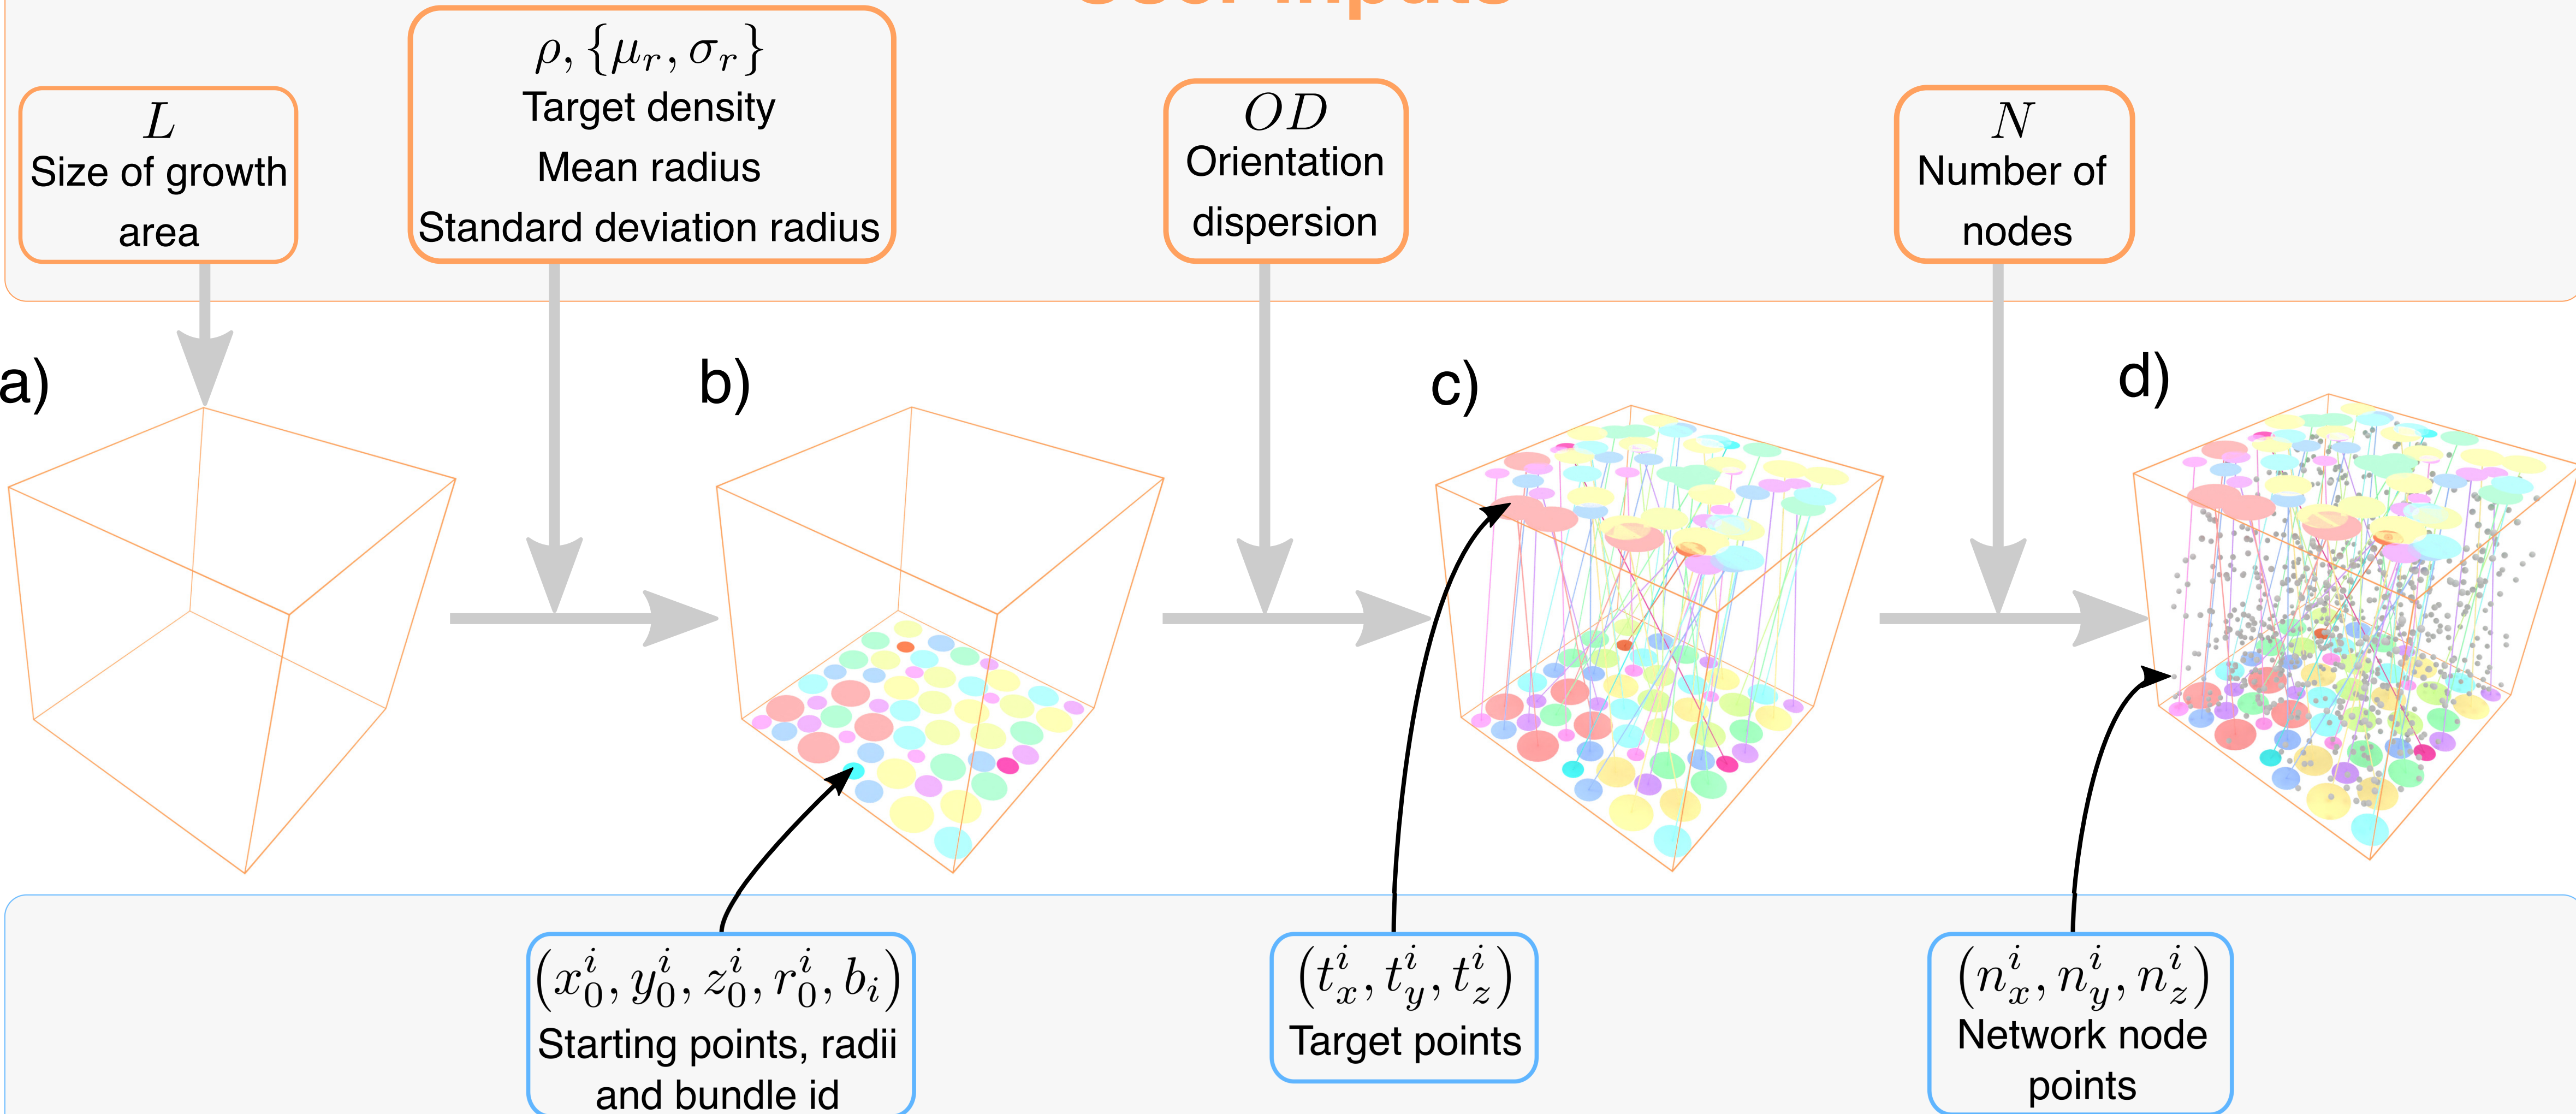 ρ, {μ_r, σ_r}
Target density
Mean radius
Standard deviation radius
L
Size of growth
area
OD
Orientation
dispersion
N
Number of
nodes
a)
b)
c)
d)
(x_0^i, y_0^i, z_0^i, r_0^i, b_i)
Starting points, radii
and bundle id
(t_x^i, t_y^i, t_z^i)
Target points
(n_x^i, n_y^i, n_z^i)
Network node
points